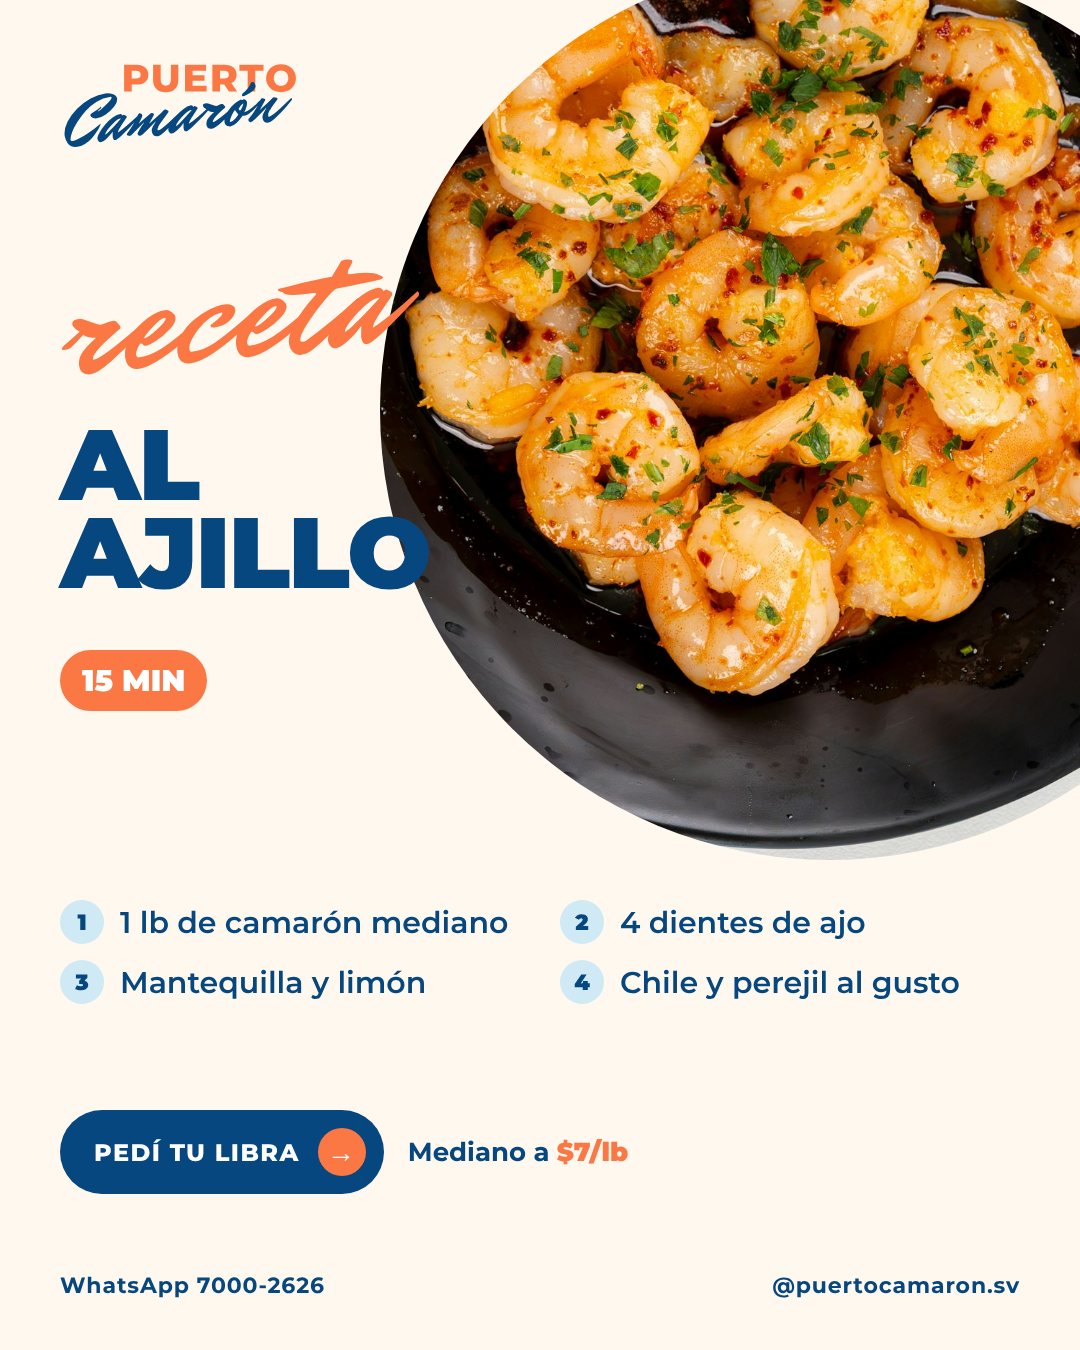 PUERTO
Camarón
receta
AL
AJILLO
15 MIN
1 1 lb de camarón mediano
2 4 dientes de ajo
3 Mantequilla y limón
4 Chile y perejil al gusto
PEDÍ TU LIBRA →
Mediano a $7/lb
WhatsApp 7000-2626
@puertocamaron.sv